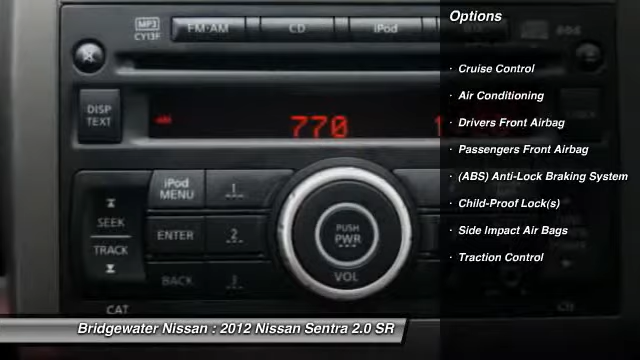 Options
MP3
CY13F
FM·AM
CD
iPod
· Cruise Control
· Air Conditioning
DISP
TEXT
AM
770
· Drivers Front Airbag
· Passengers Front Airbag
· (ABS) Anti-Lock Braking System
· Child-Proof Lock(s)
· Side Impact Air Bags
· Traction Control
SEEK
TRACK
iPod
MENU
1
ENTER
2
BACK
3
PUSH
PWR
VOL
CAT
Bridgewater Nissan : 2012 Nissan Sentra 2.0 SR